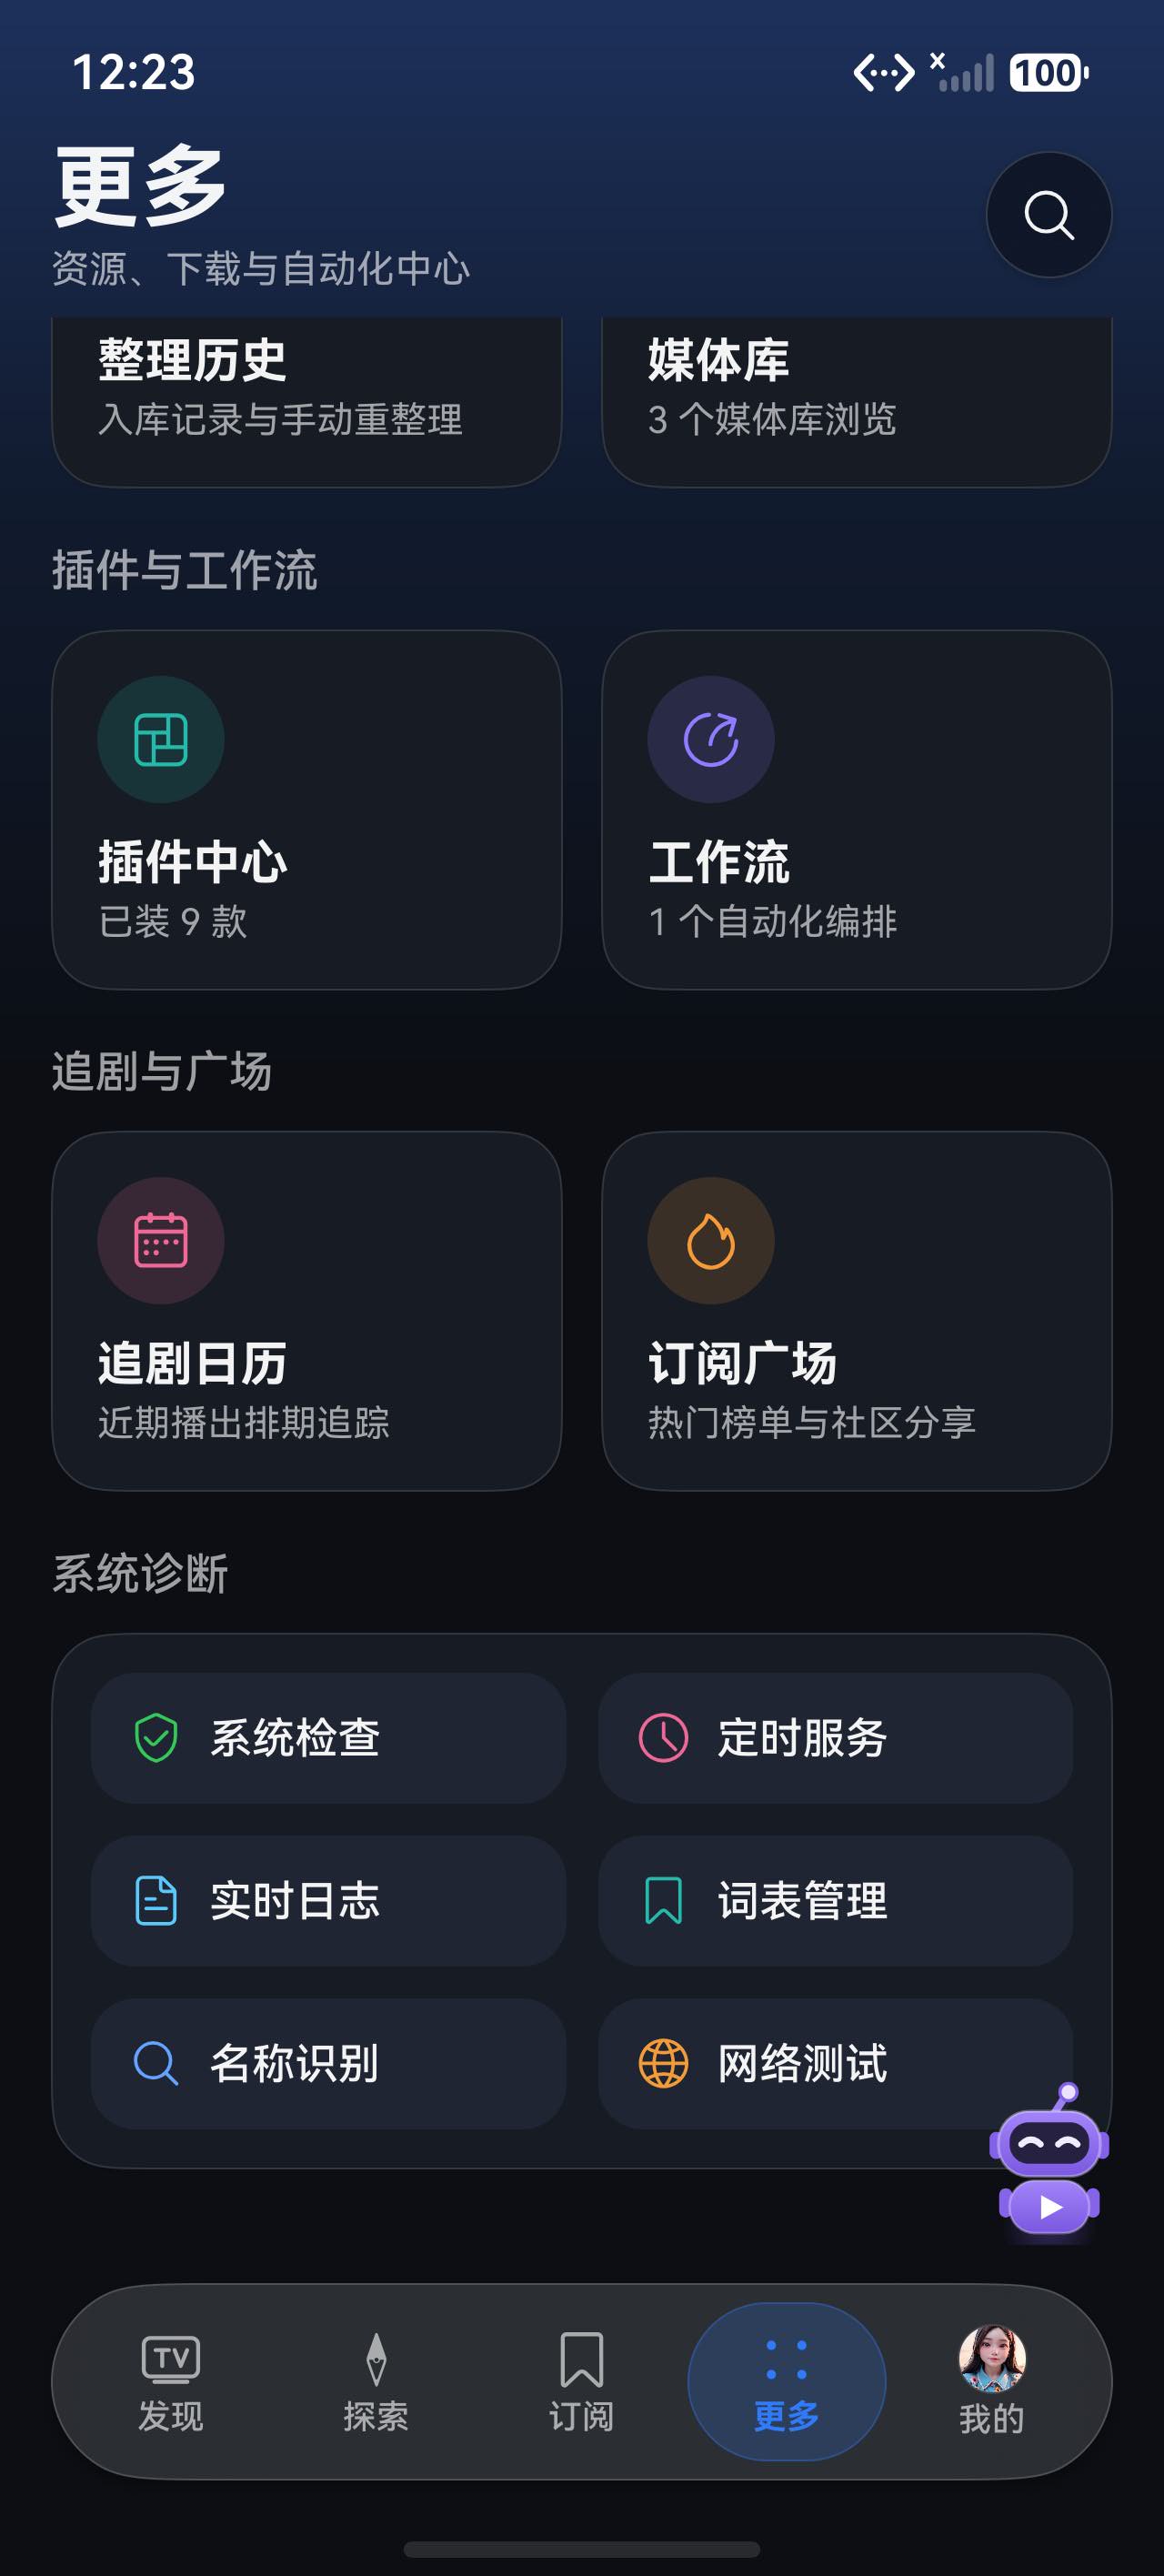 12:23
100
更多
资源、下载与自动化中心
整理历史
媒体库
入库记录与手动重整理
3 个媒体库浏览
插件与工作流
插件中心
工作流
已装 9 款
1 个自动化编排
追剧与广场
追剧日历
订阅广场
近期播出排期追踪
热门榜单与社区分享
系统诊断
系统检查
定时服务
实时日志
词表管理
名称识别
网络测试
TV
发现
探索
订阅
更多
我的